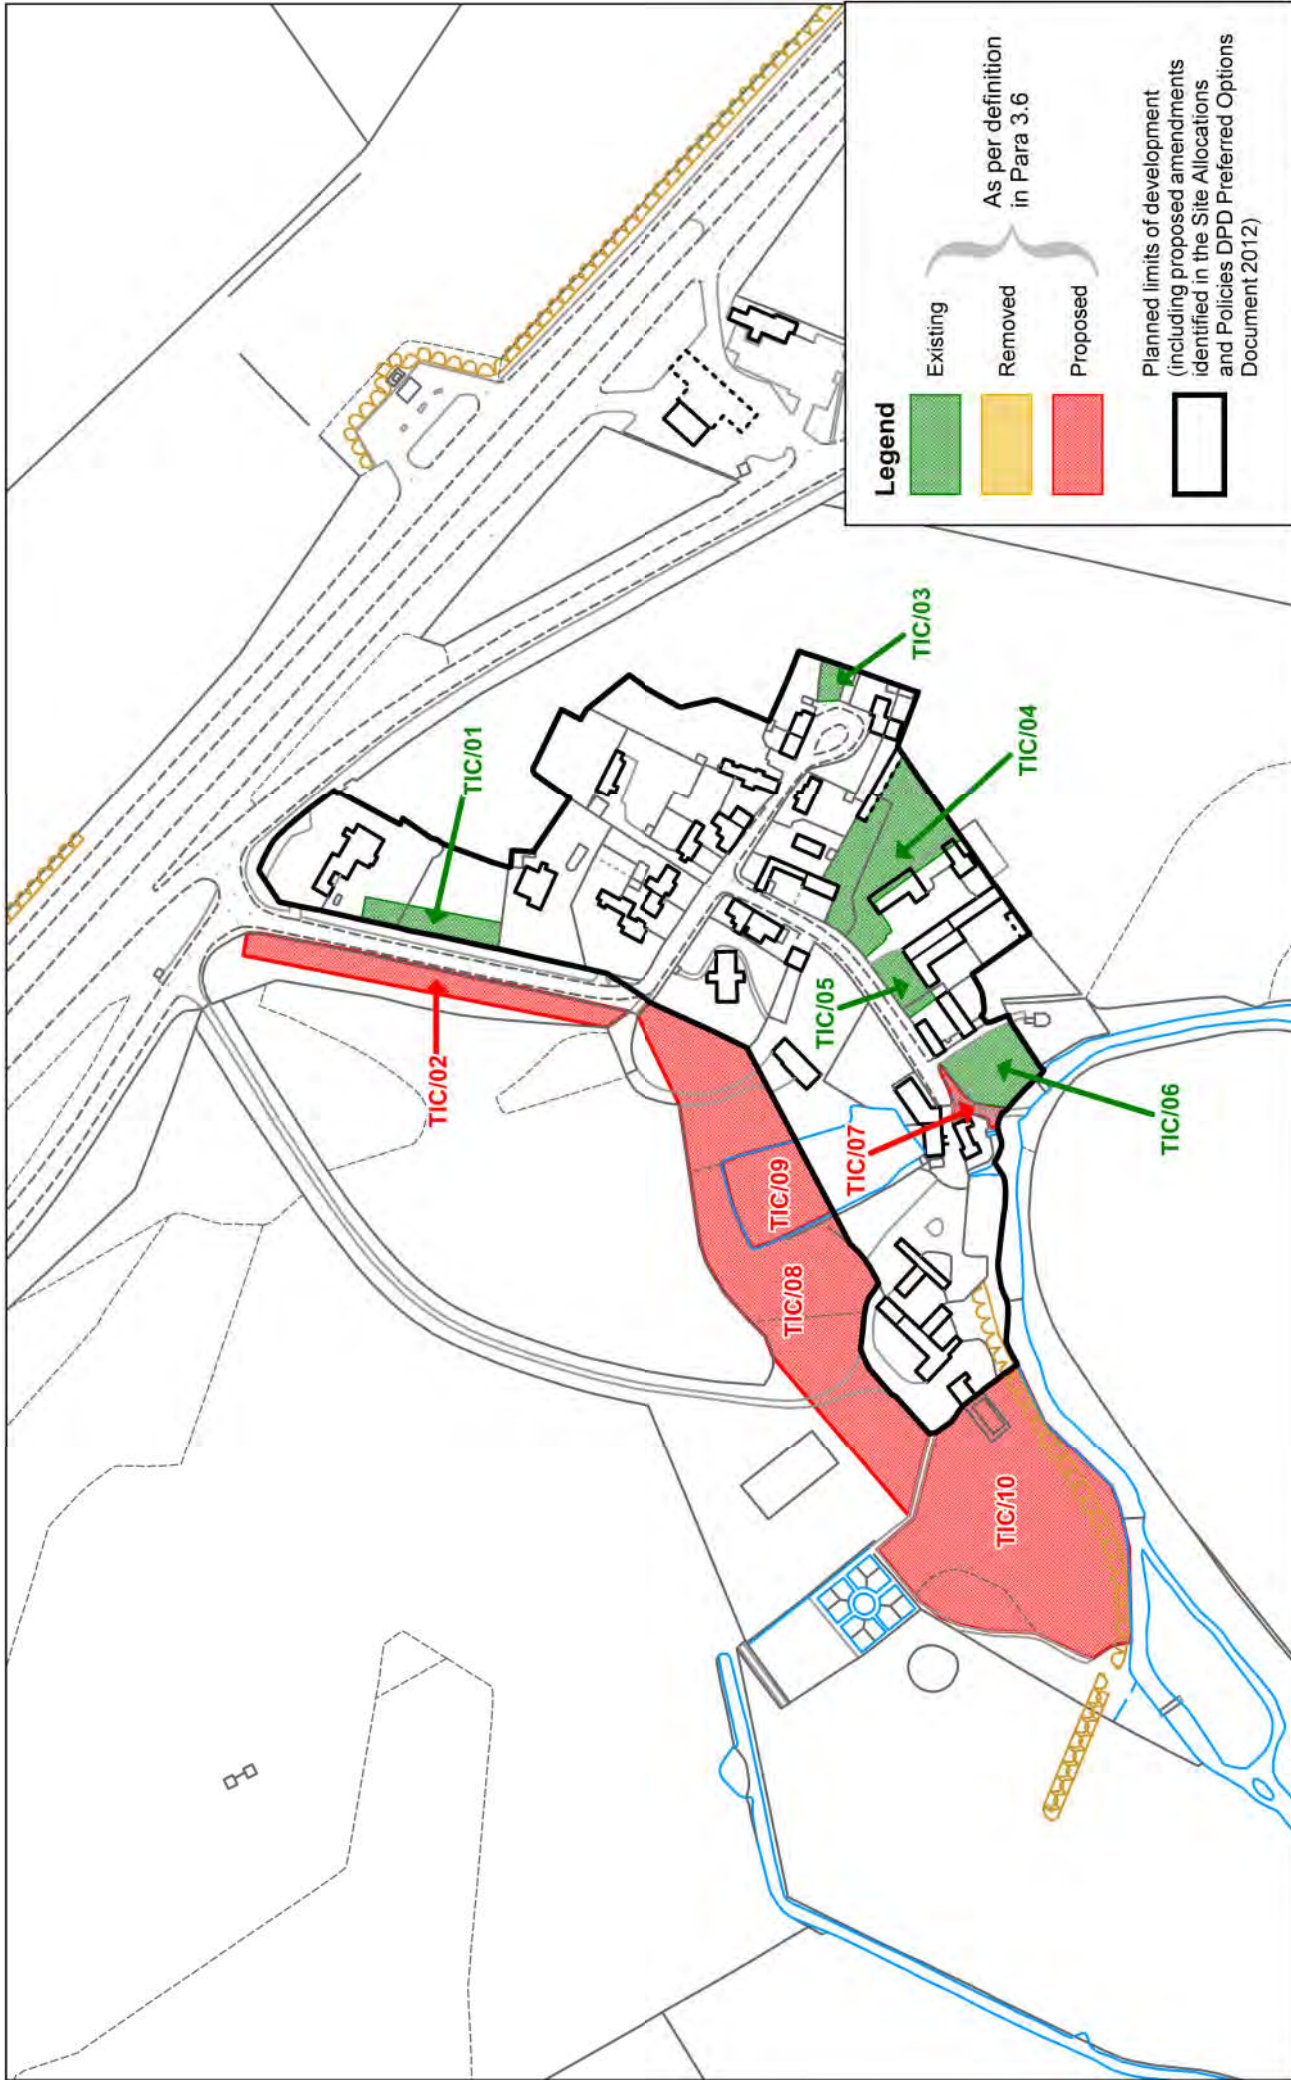 TIC/01
TIC/02
TIC/03
TIC/04
TIC/05
TIC/06
TIC/07
TIC/08
TIC/09
TIC/10
Legend
Existing
Removed
Proposed
As per definition
in Para 3.6
Planned limits of development
(including proposed amendments
identified in the Site Allocations
and Policies DPD Preferred Options
Document 2012)